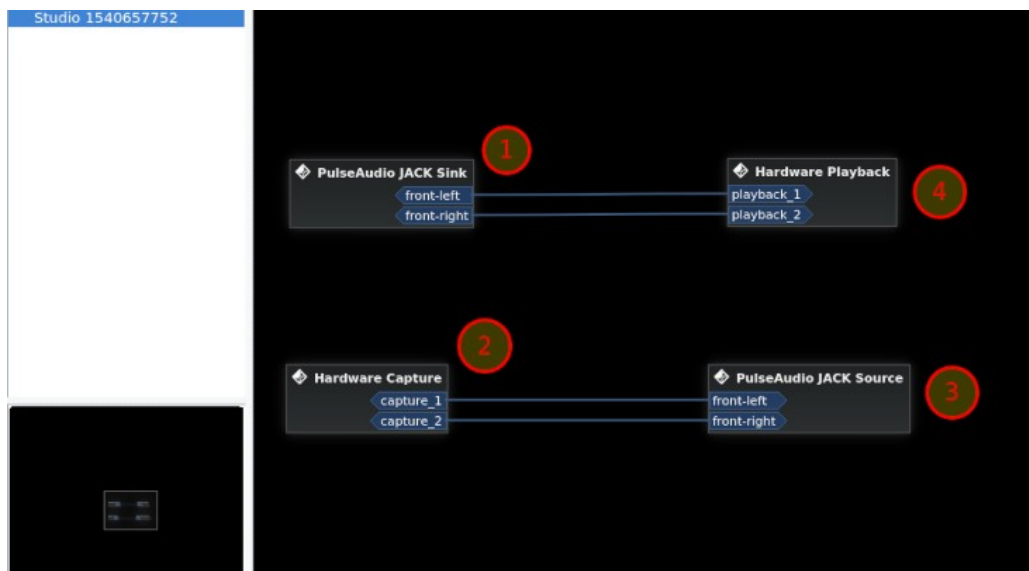 Studio 1540657752
1
PulseAudio JACK Sink
front-left
front-right
Hardware Playback
playback_1
playback_2
4
2
Hardware Capture
capture_1
capture_2
PulseAudio JACK Source
front-left
front-right
3